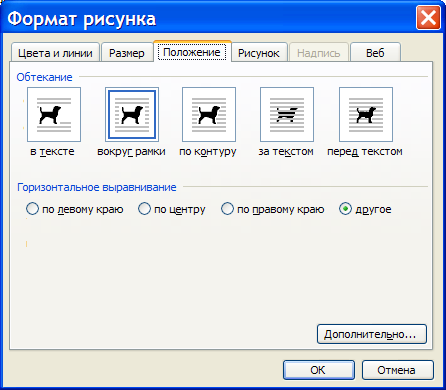 Формат рисунка
Цвета и линии Размер Положение Рисунок Надпись Веб
Обтекание
в тексте вокруг рамки по контуру за текстом перед текстом
Горизонтальное выравнивание
по левому краю по центру по правому краю другое
Дополнительно...
ОК Отмена